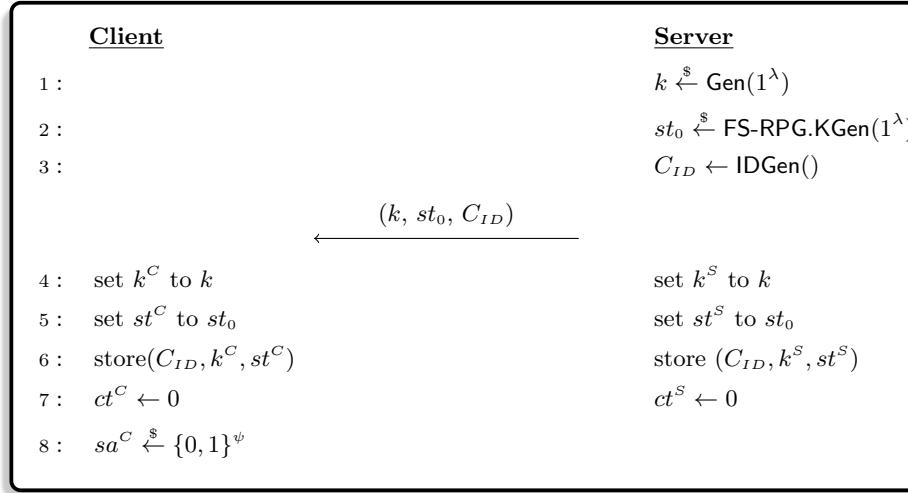 Client Server
1 : k ←$ Gen(1^λ)
2 : st_0 ←$ FS-RPG.KGen(1^λ)
3 : C_ID ← IDGen()
(k, st_0, C_ID)
4 : set k^C to k set k^S to k
5 : set st^C to st_0 set st^S to st_0
6 : store(C_ID, k^C, st^C) store (C_ID, k^S, st^S)
7 : ct^C ← 0 ct^S ← 0
8 : sa^C ←$ {0, 1}^ψ